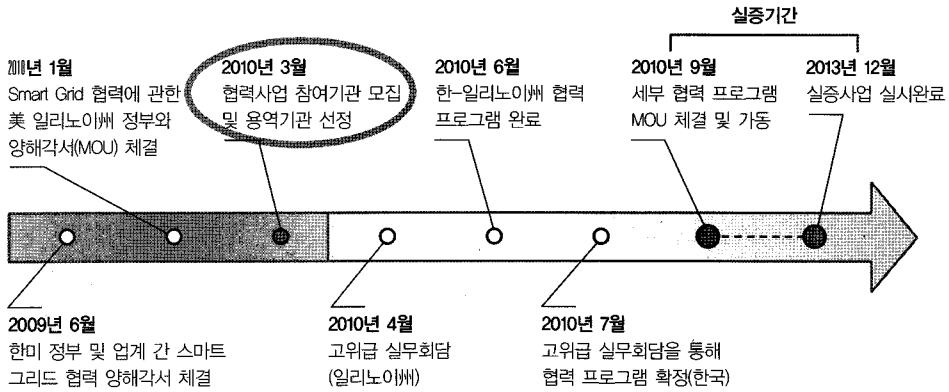 실증기간
2010년 1월
Smart Grid 협력에 관한
美 일리노이州 정부와
양해각서(MOU) 체결
2010년 3월
협력사업 참여기관 모집
및 용역기관 선정
2010년 6월
한-일리노이州 협력
프로그램 완료
2010년 9월
세부 협력 프로그램
MOU 체결 및 가동
2013년 12월
실증사업 실시완료
2009년 6월
한미 정부 및 업계 간 스마트
그리드 협력 양해각서 체결
2010년 4월
고위급 실무회담
(일리노이州)
2010년 7월
고위급 실무회담을 통해
협력 프로그램 확정(한국)